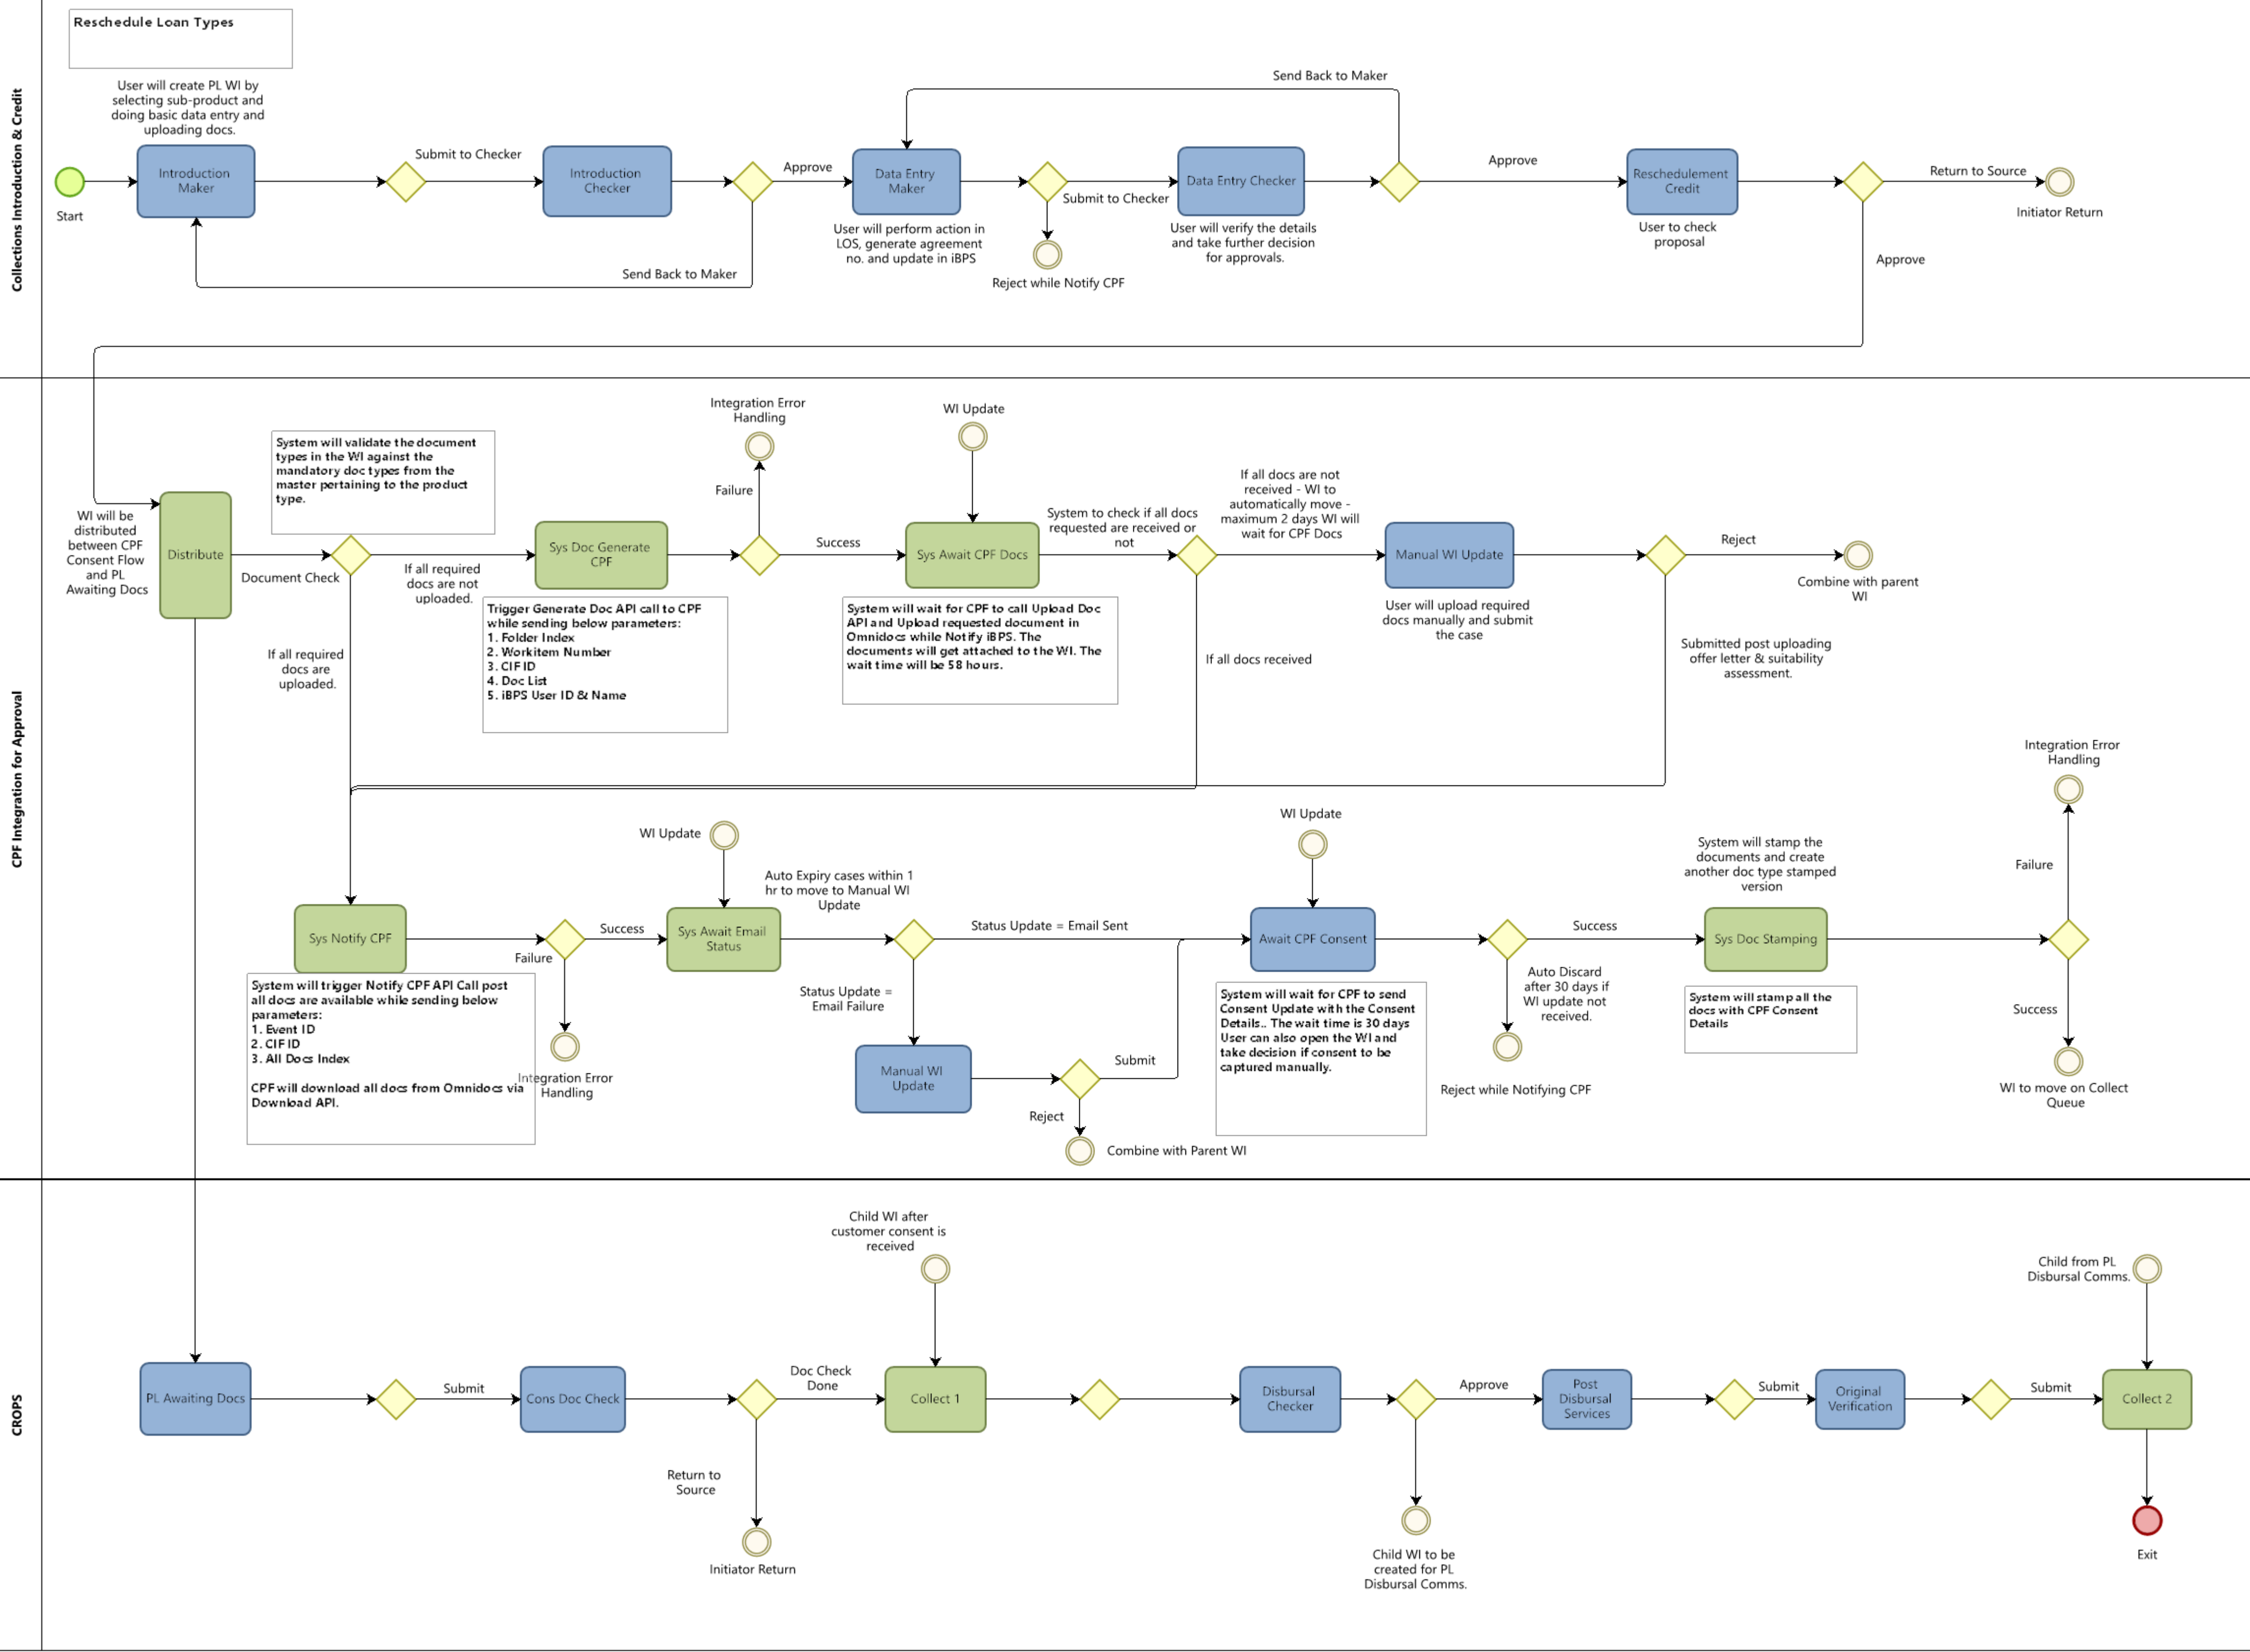 Collections Introduction & Credit
Reschedule Loan Types
User will create PL WI by
selecting sub-product and
doing basic data entry and
uploading docs.
Start
Introduction
Maker
Submit to Checker
Introduction
Checker
Approve
Send Back to Maker
Data Entry
Maker
User will perform action in
LOS, generate agreement
no. and update in iBPS
Submit to Checker
Reject while Notify CPF
Data Entry Checker
User will verify the details
and take further decision
for approvals.
Send Back to Maker
Approve
Reschedulement
Credit
User to check
proposal
Return to Source
Initiator Return
Approve
CPF Integration for Approval
WI will be
distributed
between CPF
Consent Flow
and PL
Awaiting Docs
Distribute
System will validate the document
types in the WI against the
mandatory doc types from the
master pertaining to the product
type.
Document Check
If all required
docs are not
uploaded.
If all required
docs are
uploaded.
Sys Doc Generate
CPF
Trigger Generate Doc API call to CPF
while sending below parameters:
1. Folder Index
2. Workitem Number
3. CIF ID
4. Doc List
5. iBPS User ID & Name
Integration Error
Handling
Failure
Success
WI Update
Sys Await CPF Docs
System will wait for CPF to call Upload Doc
API and Upload requested document in
Omnidocs while Notify iBPS. The
documents will get attached to the WI. The
wait time will be 58 hours.
System to check if all docs
requested are received or
not
If all docs are not
received - WI to
automatically move -
maximum 2 days WI will
wait for CPF Docs
If all docs received
Manual WI Update
User will upload required
docs manually and submit
the case
Reject
Combine with parent
WI
Submitted post uploading
offer letter & suitability
assessment.
Sys Notify CPF
System will trigger Notify CPF API Call post
all docs are available while sending below
parameters:
1. Event ID
2. CIF ID
3. All Docs Index
CPF will download all docs from Omnidocs via
Download API.
Success
Failure
Integration Error
Handling
WI Update
Sys Await Email
Status
Auto Expiry cases within 1
hr to move to Manual WI
Update
Status Update = Email Sent
Status Update =
Email Failure
Manual WI
Update
Submit
Reject
Combine with Parent WI
WI Update
Await CPF Consent
System will wait for CPF to send
Consent Update with the Consent
Details.. The wait time is 30 days
User can also open the WI and
take decision if consent to be
captured manually.
Success
Auto Discard
after 30 days if
WI update not
received.
Reject while Notifying CPF
System will stamp the
documents and create
another doc type stamped
version
Sys Doc Stamping
System will stamp all the
docs with CPF Consent
Details
Integration Error
Handling
Failure
Success
WI to move on Collect
Queue
CROPS
PL Awaiting Docs
Submit
Cons Doc Check
Doc Check
Done
Return to
Source
Initiator Return
Child WI after
customer consent is
received
Collect 1
Disbursal
Checker
Approve
Child WI to be
created for PL
Disbursal Comms.
Post
Disbursal
Services
Submit
Original
Verification
Submit
Child from PL
Disbursal Comms.
Collect 2
Exit